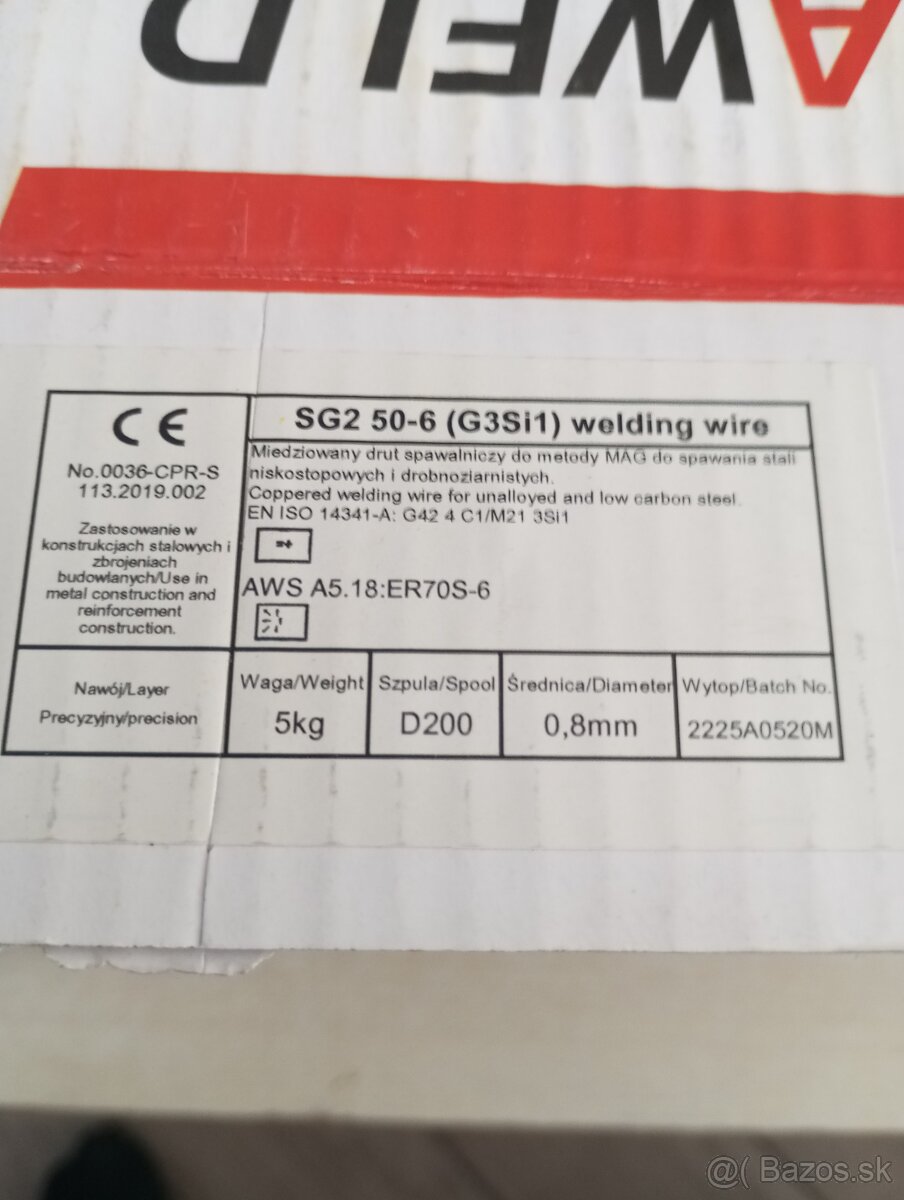 AWELD
CE
No.0036-CPR-S
113.2019.002
Zastosowanie w
konstrukcjach stalowych i
zbrojeniach
budowlanych/Use in
metal construction and
reinforcement
construction.
SG2 50-6 (G3Si1) welding wire
Miedziowany drut spawalniczy do metody MAG do spawania stali
niskostopowych i drobnoziarnistych.
Coppered welding wire for unalloyed and low carbon steel.
EN ISO 14341-A: G42 4 C1/M21 3Si1
AWS A5.18:ER70S-6
Nawój/Layer
Precyzyjny/precision
Waga/Weight
5kg
Szpula/Spool
D200
Średnica/Diameter
0,8mm
Wytop/Batch No.
2225A0520M
@( Bazos.sk